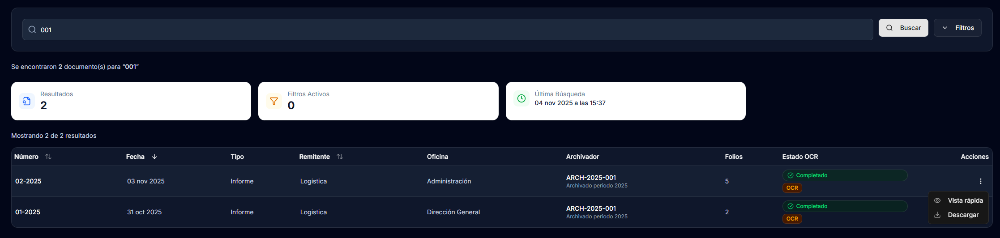 001
Buscar
Filtros
Se encontraron 2 documento(s) para “001”
Resultados
2
Filtros Activos
0
Última Búsqueda
04 nov 2025 a las 15:37
Mostrando 2 de 2 resultados
Número Fecha Tipo Remitente Oficina Archivador Folios Estado OCR Acciones
02-2025 03 nov 2025 Informe Logistica Administración ARCH-2025-001 5 Completado
Archivado periodo 2025 OCR
Vista rápida
01-2025 31 oct 2025 Informe Logistica Dirección General ARCH-2025-001 2 Completado
Archivado periodo 2025 OCR
Descargar